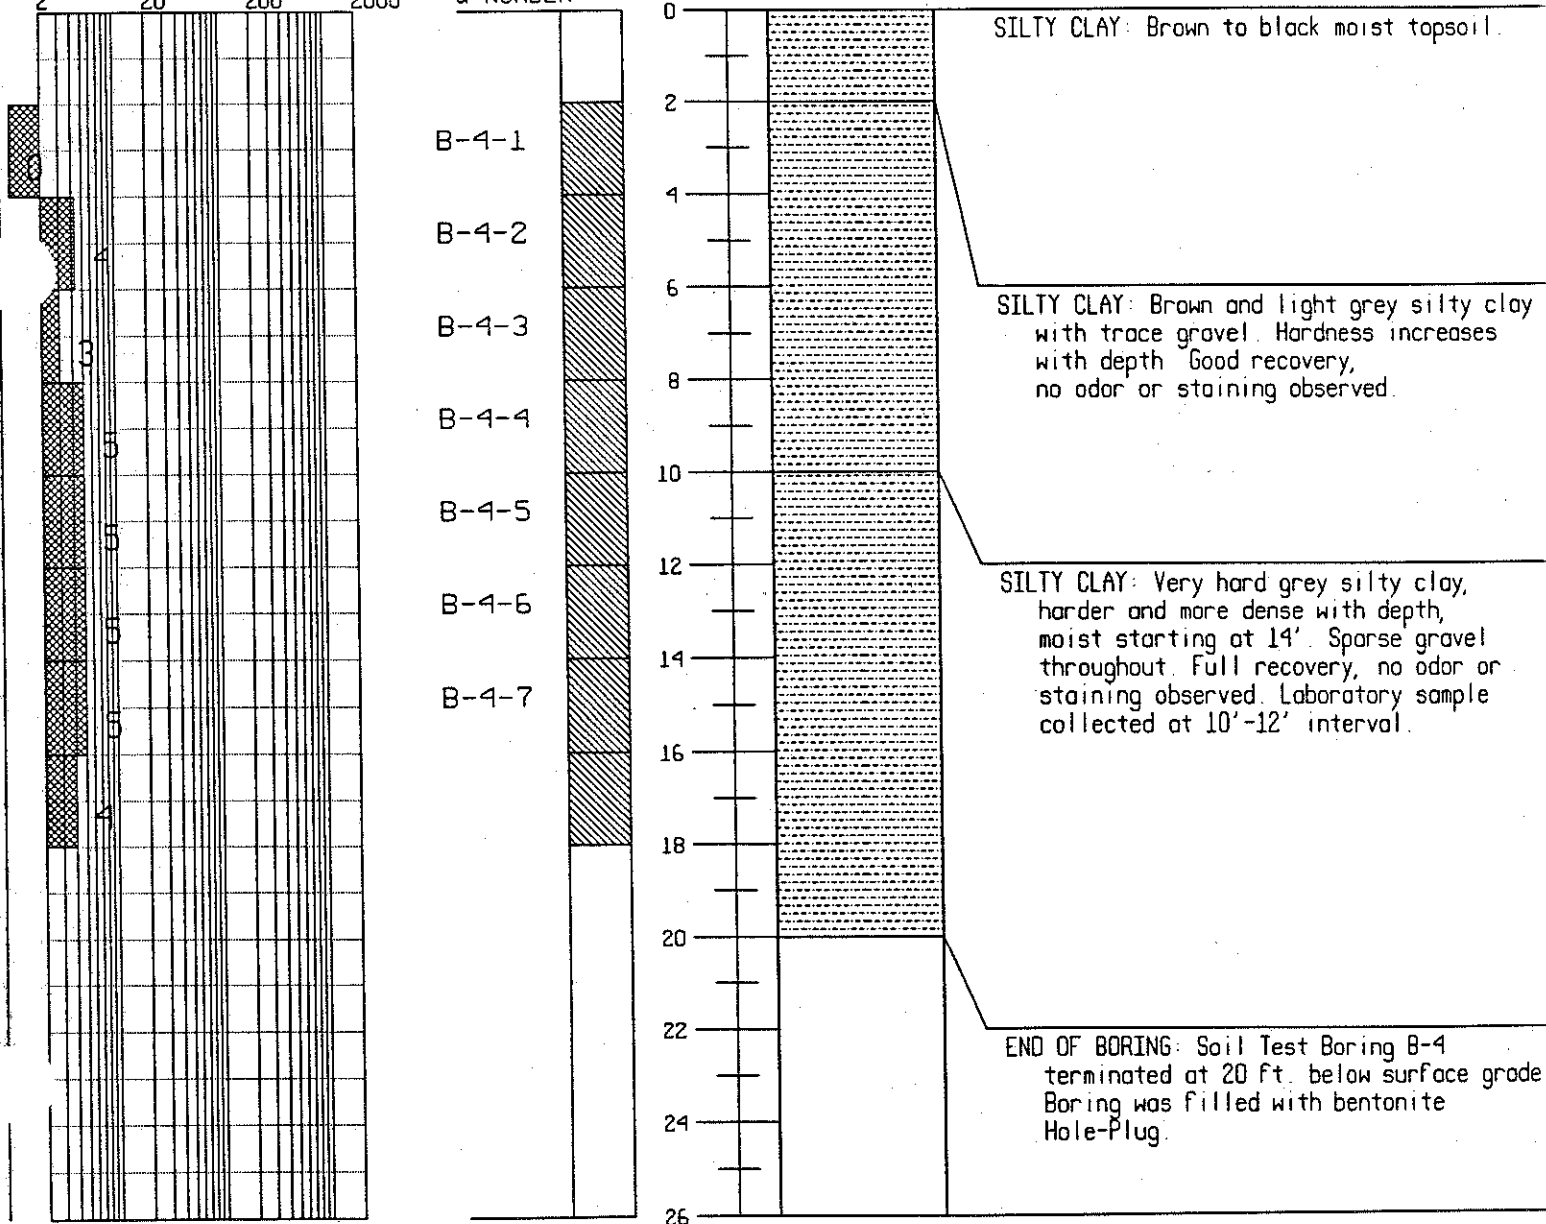 2 20 200 2000
& NUMBER
0
4
3
5
5
5
5
4
B-4-1
B-4-2
B-4-3
B-4-4
B-4-5
B-4-6
B-4-7
0
2
4
6
8
10
12
14
16
18
20
22
24
26
SILTY CLAY: Brown to black moist topsoil.
SILTY CLAY: Brown and light grey silty clay
with trace gravel. Hardness increases
with depth Good recovery,
no odor or staining observed.
SILTY CLAY: Very hard grey silty clay,
harder and more dense with depth,
moist starting at 14'. Sparse gravel
throughout. Full recovery, no odor or
staining observed. Laboratory sample
collected at 10'-12' interval.
END OF BORING: Soil Test Boring B-4
terminated at 20 ft. below surface grade
Boring was filled with bentonite
Hole-Plug.